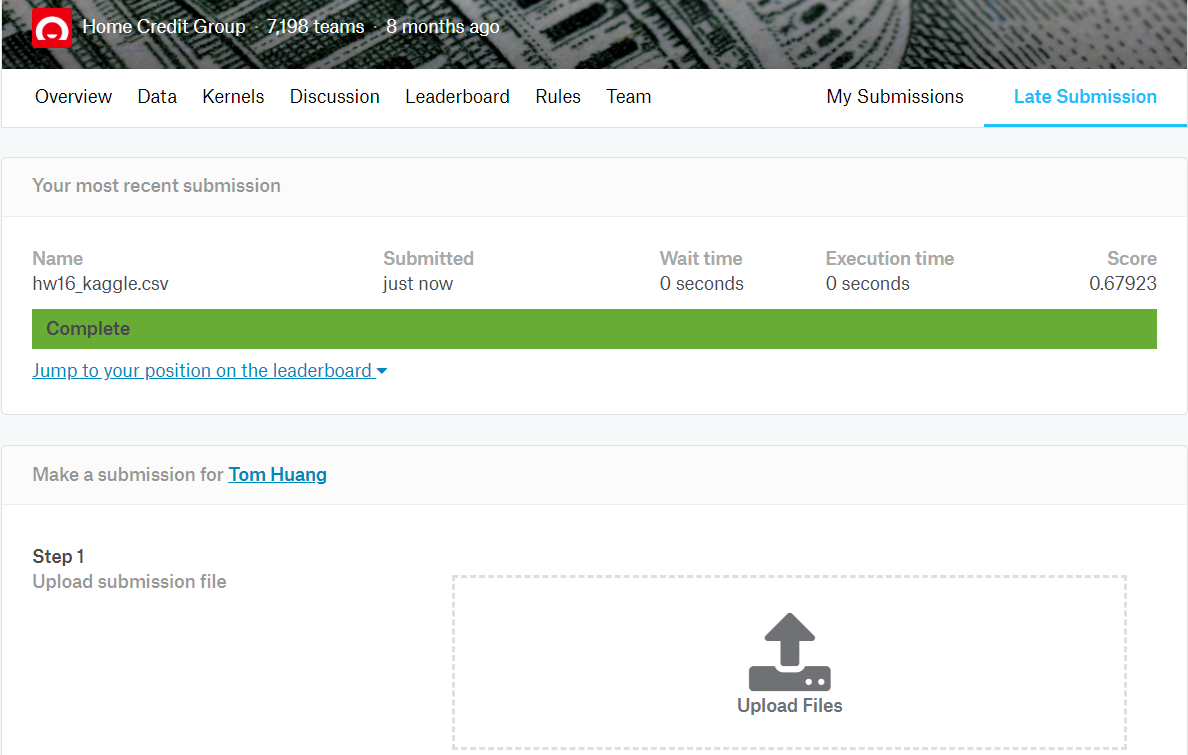 Home Credit Group · 7,198 teams · 8 months ago
Overview Data Kernels Discussion Leaderboard Rules Team My Submissions Late Submission
Your most recent submission
Name Submitted Wait time Execution time Score
hw16_kaggle.csv just now 0 seconds 0 seconds 0.67923
Complete
Jump to your position on the leaderboard
Make a submission for Tom Huang
Step 1
Upload submission file
Upload Files